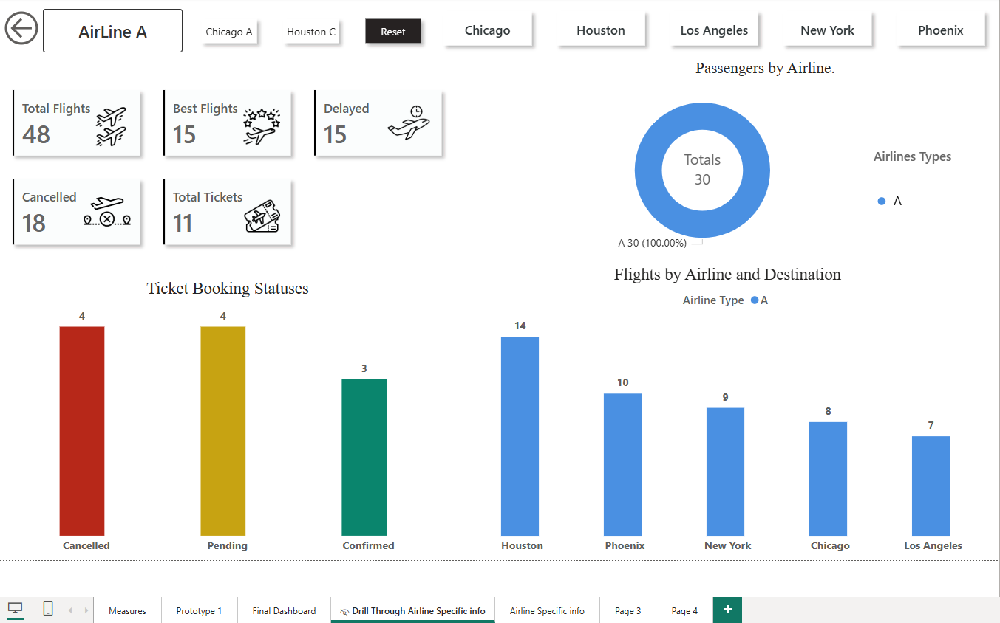 AirLine A
Chicago A
Houston C
Reset
Chicago
Houston
Los Angeles
New York
Phoenix
Passengers by Airline.
Total Flights
48
Best Flights
15
Delayed
15
Cancelled
18
Total Tickets
11
Totals
30
A 30 (100.00%)
Airlines Types
A
Ticket Booking Statuses
4
4
3
Cancelled
Pending
Confirmed
Flights by Airline and Destination
Airline Type A
14
10
9
8
7
Houston
Phoenix
New York
Chicago
Los Angeles
Measures
Prototype 1
Final Dashboard
Drill Through Airline Specific info
Airline Specific info
Page 3
Page 4
+